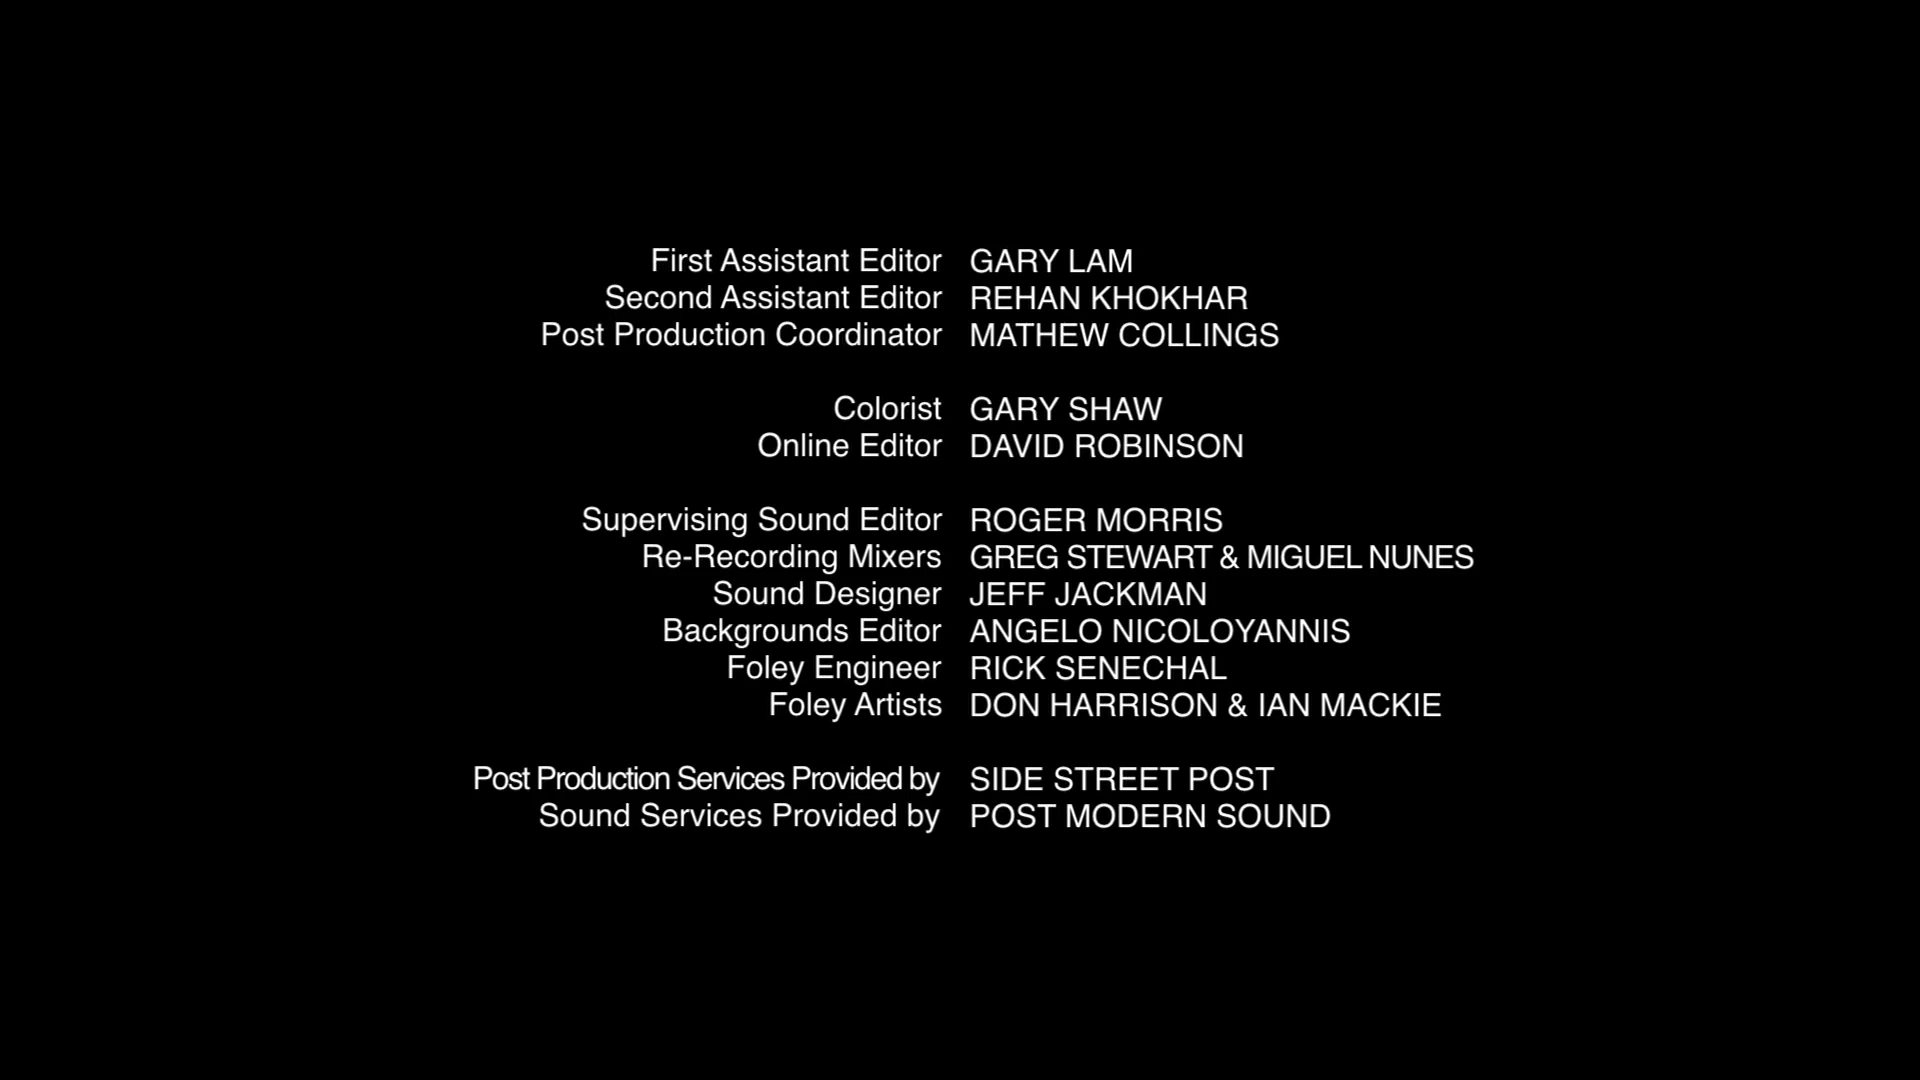 First Assistant Editor GARY LAM
Second Assistant Editor REHAN KHOKHAR
Post Production Coordinator MATHEW COLLINGS
Colorist GARY SHAW
Online Editor DAVID ROBINSON
Supervising Sound Editor ROGER MORRIS
Re-Recording Mixers GREG STEWART & MIGUEL NUNES
Sound Designer JEFF JACKMAN
Backgrounds Editor ANGELO NICOLOYANNIS
Foley Engineer RICK SENECHAL
Foley Artists DON HARRISON & IAN MACKIE
Post Production Services Provided by SIDE STREET POST
Sound Services Provided by POST MODERN SOUND